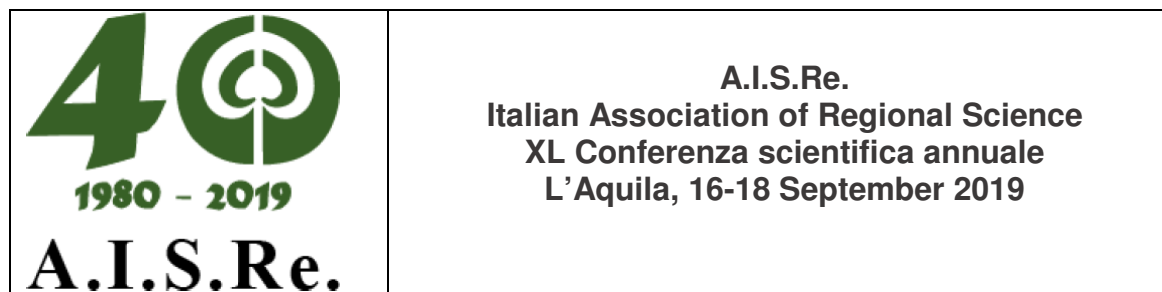 40
1980 - 2019
A.I.S.Re.
A.I.S.Re.
Italian Association of Regional Science
XL Conferenza scientifica annuale
L'Aquila, 16-18 September 2019